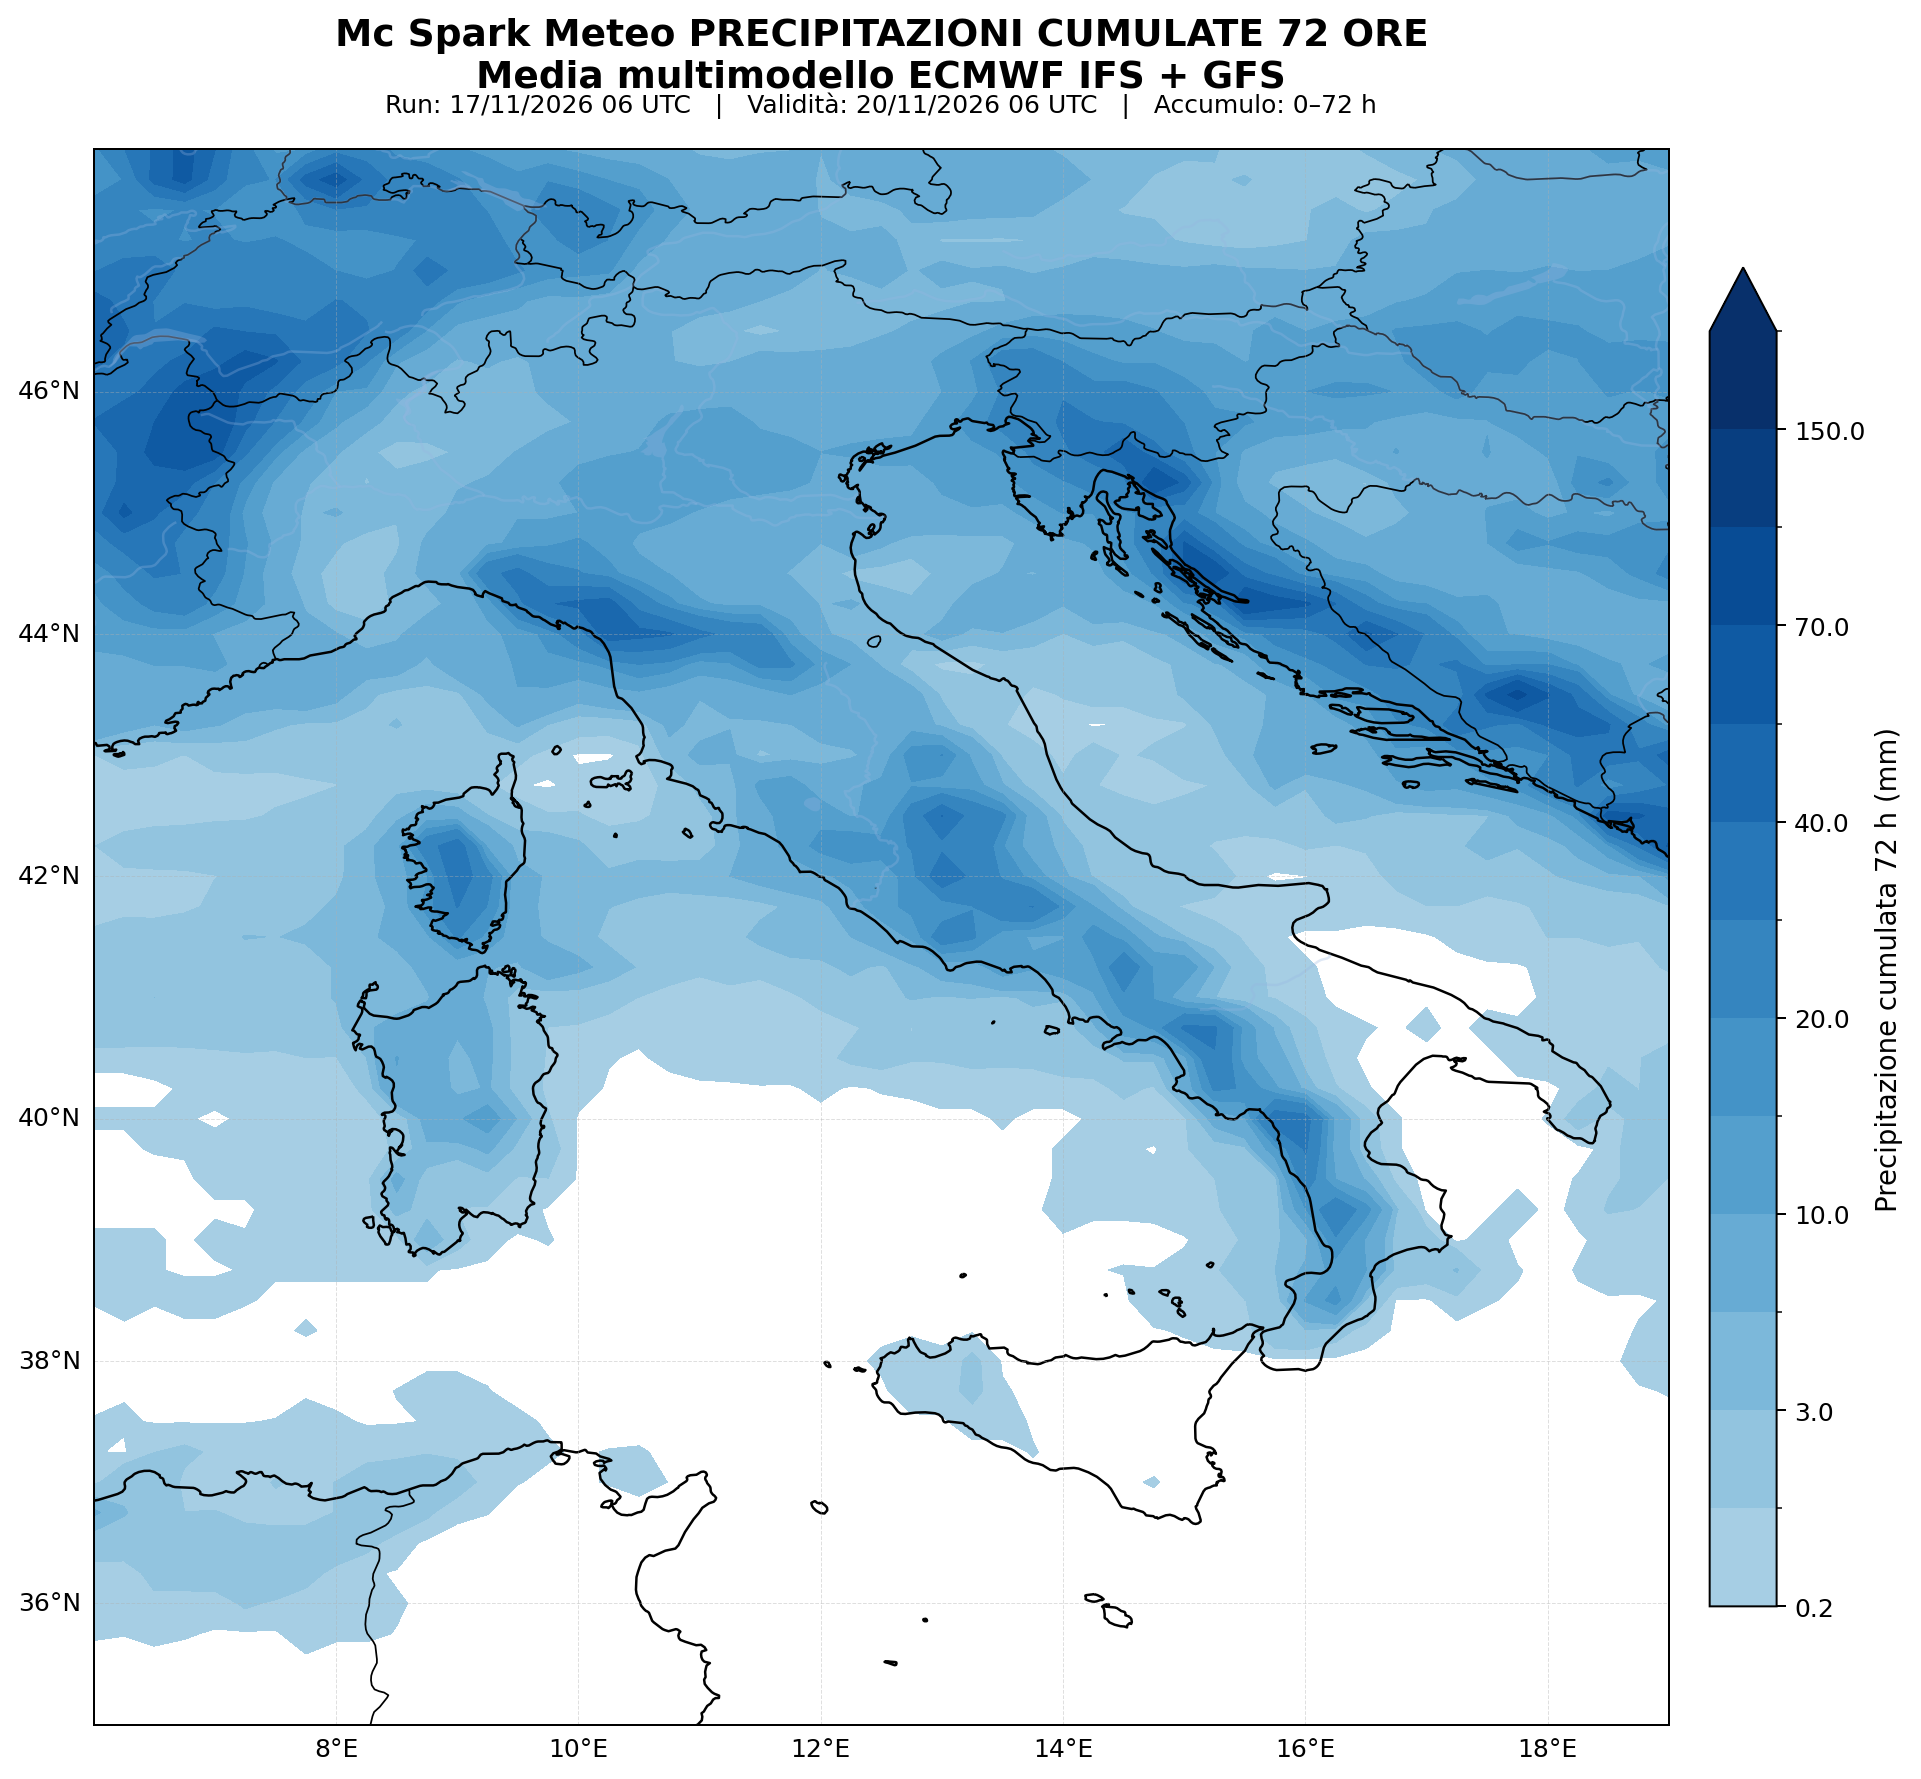 Mc Spark Meteo PRECIPITAZIONI CUMULATE 72 ORE
Media multimodello ECMWF IFS + GFS
Run: 17/11/2026 06 UTC | Validità: 20/11/2026 06 UTC | Accumulo: 0–72 h
46°N
44°N
42°N
40°N
38°N
36°N
8°E
10°E
12°E
14°E
16°E
18°E
150.0
70.0
40.0
20.0
10.0
3.0
0.2
Precipitazione cumulata 72 h (mm)